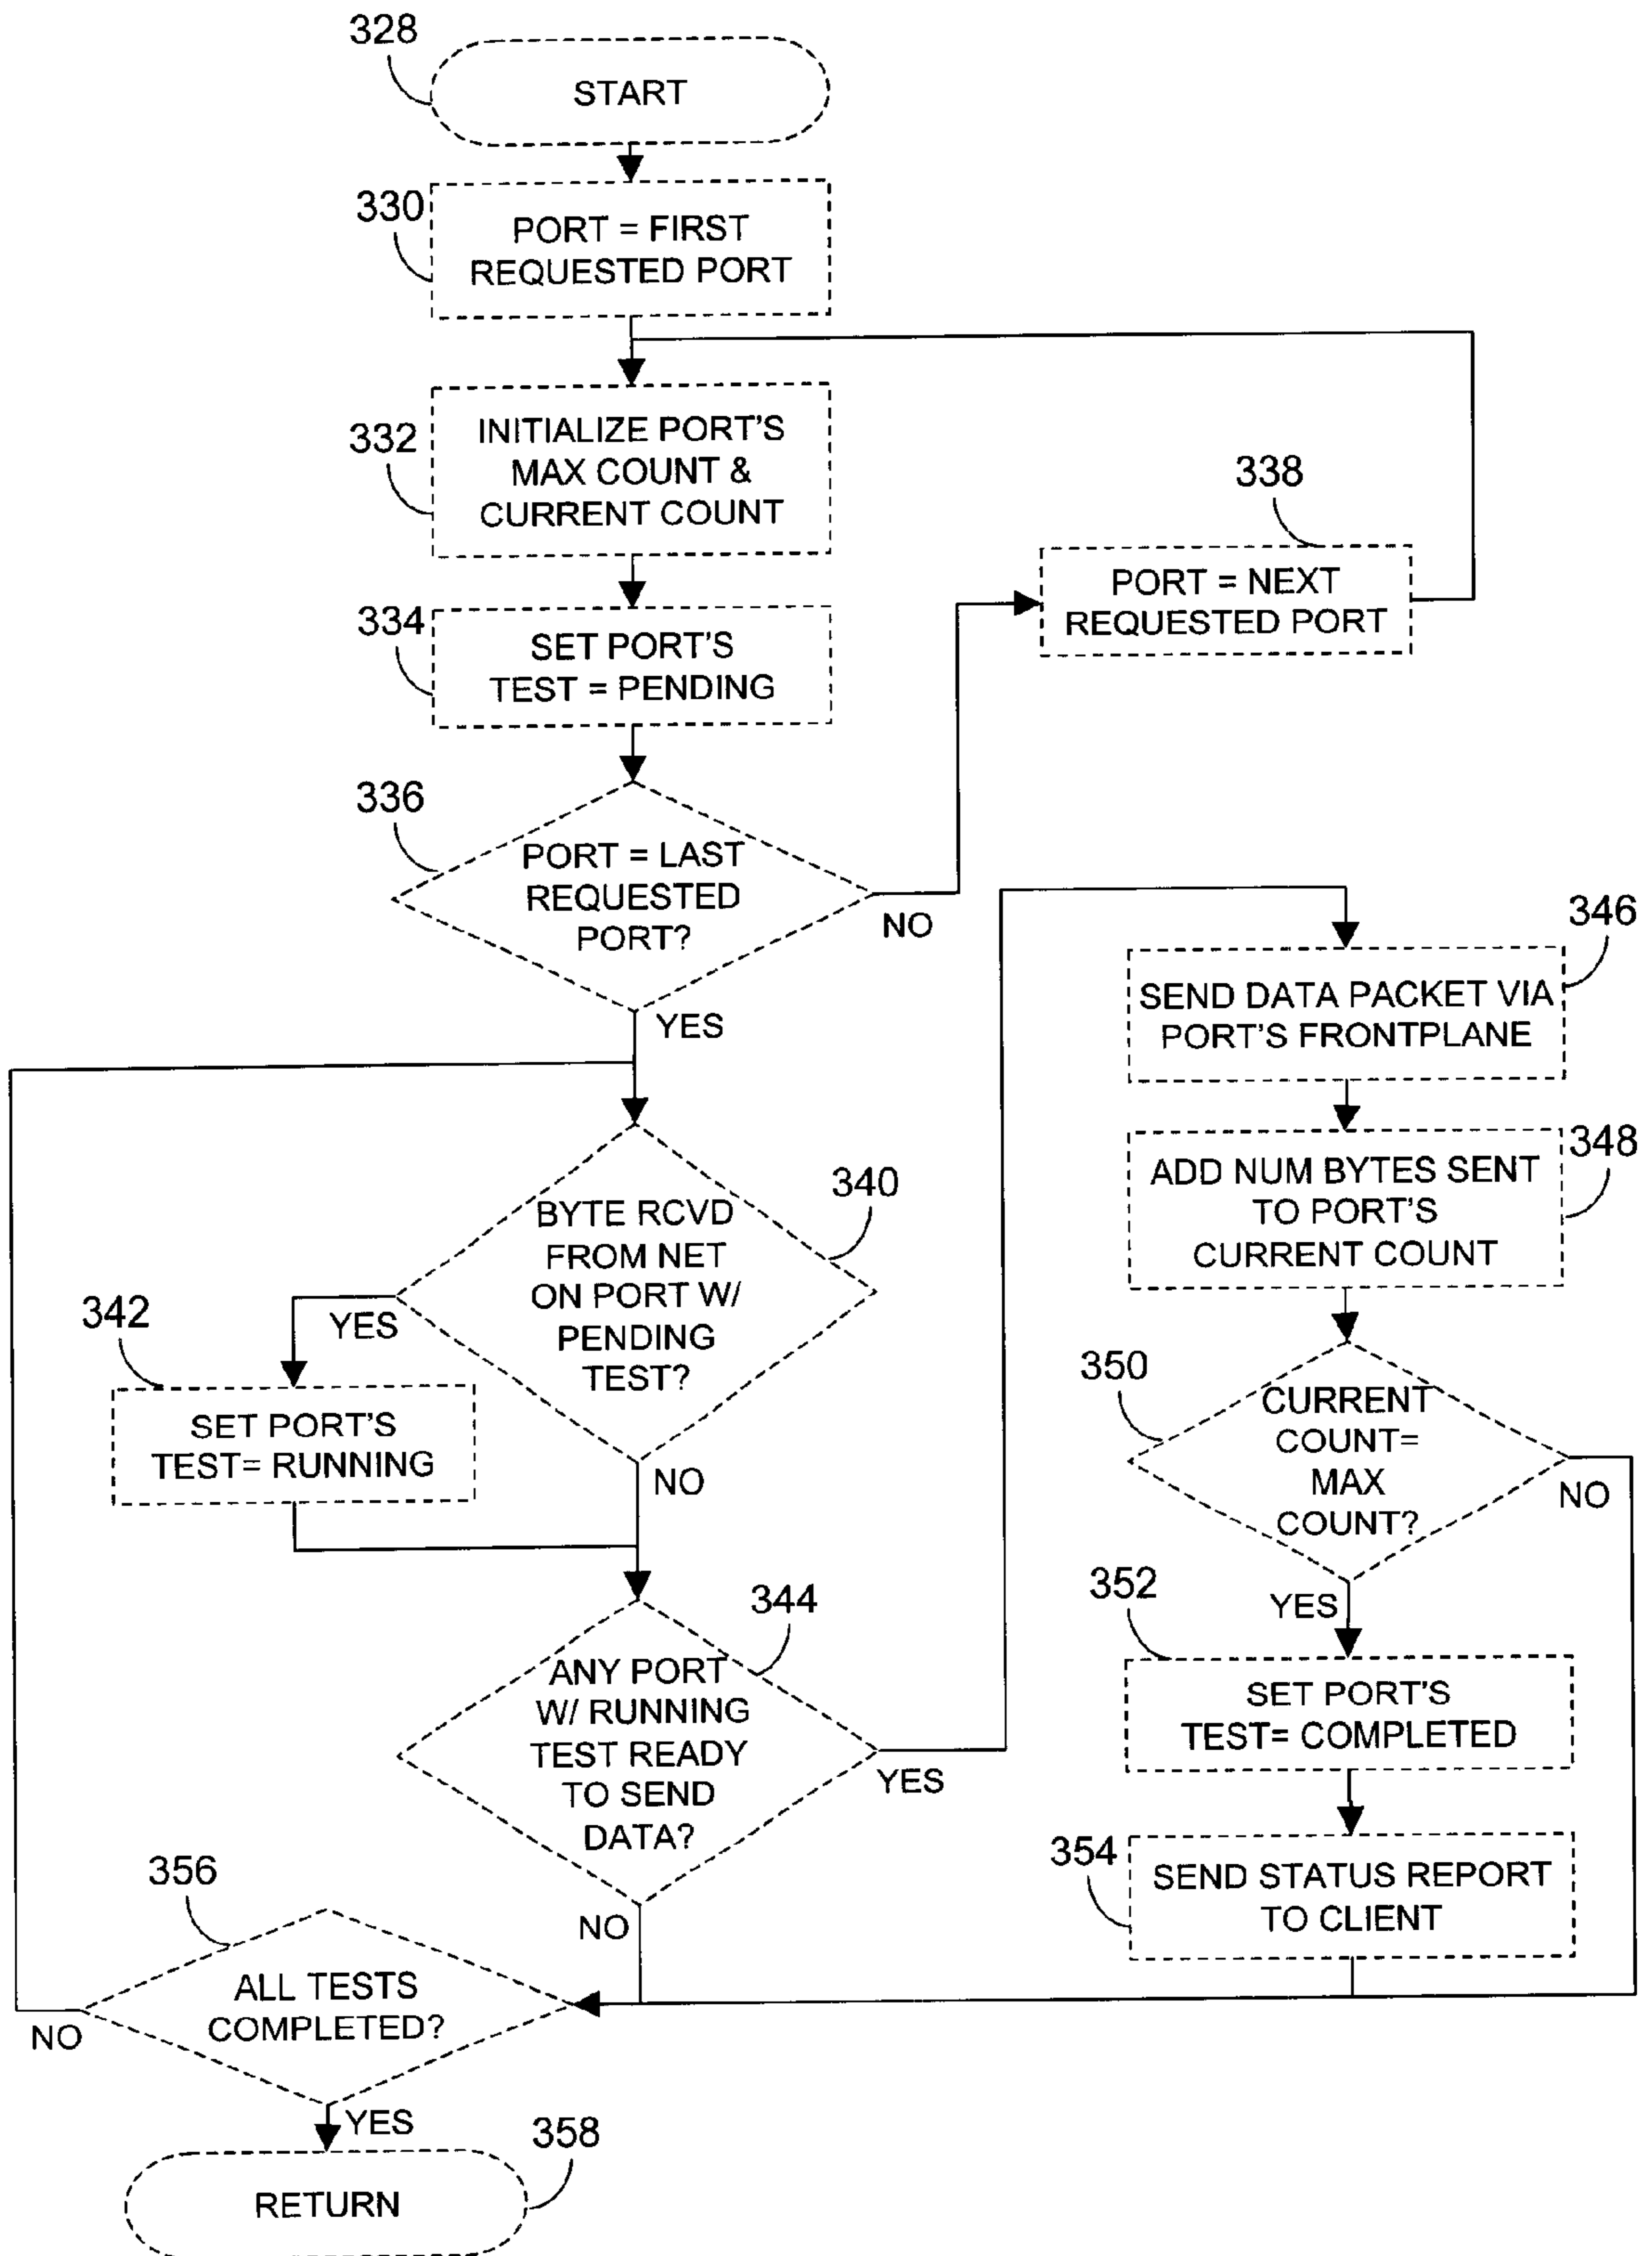 328
START
330
PORT = FIRST
REQUESTED PORT
332
INITIALIZE PORT'S
MAX COUNT &
CURRENT COUNT
338
PORT = NEXT
REQUESTED PORT
334
SET PORT'S
TEST = PENDING
336
PORT = LAST
REQUESTED
PORT?
NO
YES
346
SEND DATA PACKET VIA
PORT'S FRONTPLANE
348
ADD NUM BYTES SENT
TO PORT'S
CURRENT COUNT
340
BYTE RCVD
FROM NET
ON PORT W/
PENDING
TEST?
YES
NO
342
SET PORT'S
TEST= RUNNING
350
CURRENT
COUNT=
MAX
COUNT?
NO
YES
344
ANY PORT
W/ RUNNING
TEST READY
TO SEND
DATA?
YES
NO
352
SET PORT'S
TEST= COMPLETED
354
SEND STATUS REPORT
TO CLIENT
356
ALL TESTS
COMPLETED?
NO
YES
358
RETURN